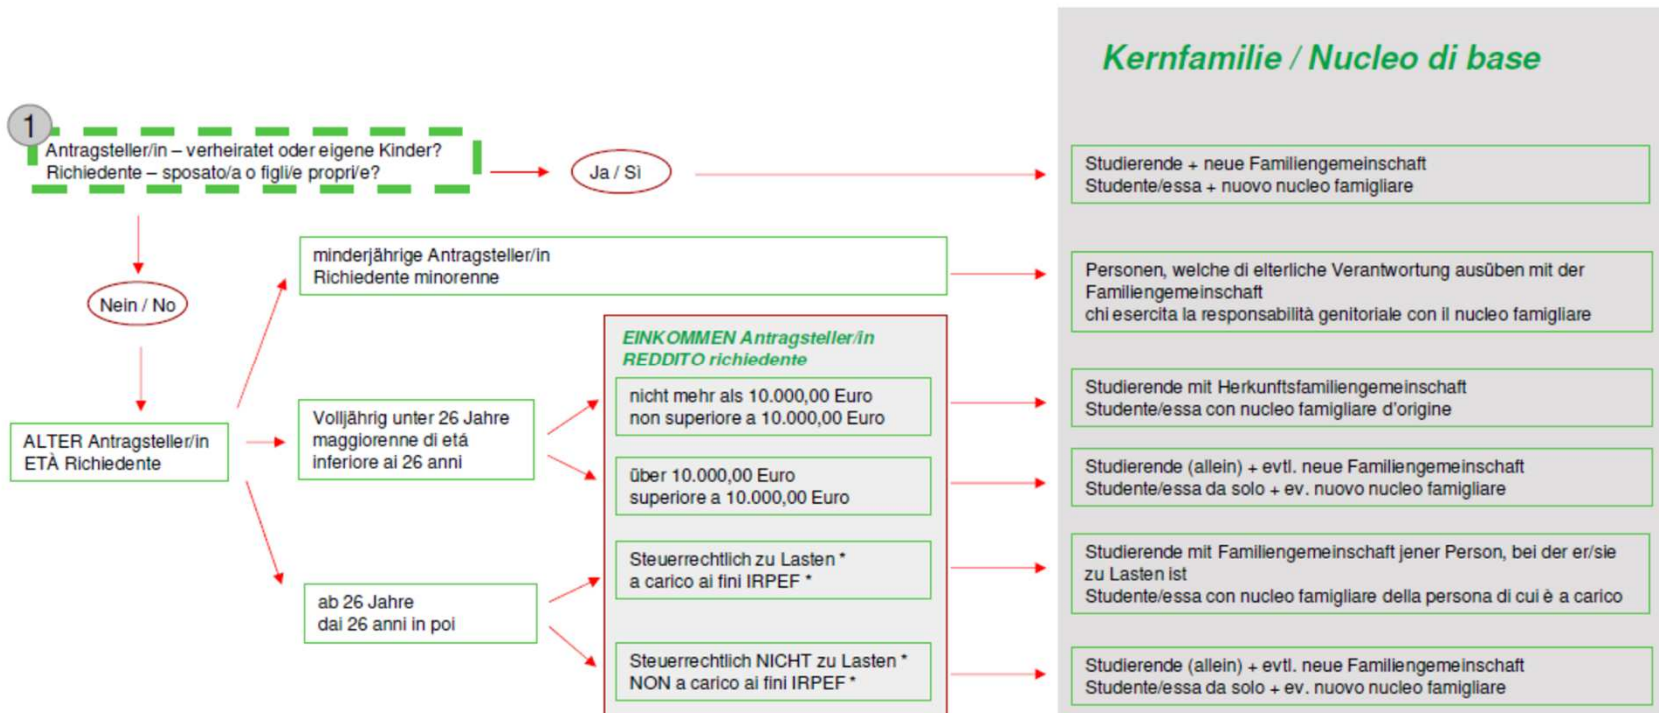 Kernfamilie / Nucleo di base
1
Antragsteller/in – verheiratet oder eigene Kinder?
Richiedente – sposato/a o figli/e propri/e?
Ja / Sì
Studierende + neue Familiengemeinschaft
Studente/essa + nuovo nucleo famigliare
Nein / No
minderjährige Antragsteller/in
Richiedente minorenne
Personen, welche di elterliche Verantwortung ausüben mit der
Familiengemeinschaft
chi esercita la responsabilità genitoriale con il nucleo famigliare
ALTER Antragsteller/in
ETÀ Richiedente
Volljährig unter 26 Jahre
maggiorenne di etá
inferiore ai 26 anni
EINKOMMEN Antragsteller/in
REDDITO richiedente
nicht mehr als 10.000,00 Euro
non superiore a 10.000,00 Euro
Studierende mit Herkunftsfamiliengemeinschaft
Studente/essa con nucleo famigliare d'origine
über 10.000,00 Euro
superiore a 10.000,00 Euro
Studierende (allein) + evtl. neue Familiengemeinschaft
Studente/essa da solo + ev. nuovo nucleo famigliare
ab 26 Jahre
dai 26 anni in poi
Steuerrechtlich zu Lasten *
a carico ai fini IRPEF *
Studierende mit Familiengemeinschaft jener Person, bei der er/sie
zu Lasten ist
Studente/essa con nucleo famigliare della persona di cui è a carico
Steuerrechtlich NICHT zu Lasten *
NON a carico ai fini IRPEF *
Studierende (allein) + evtl. neue Familiengemeinschaft
Studente/essa da solo + ev. nuovo nucleo famigliare